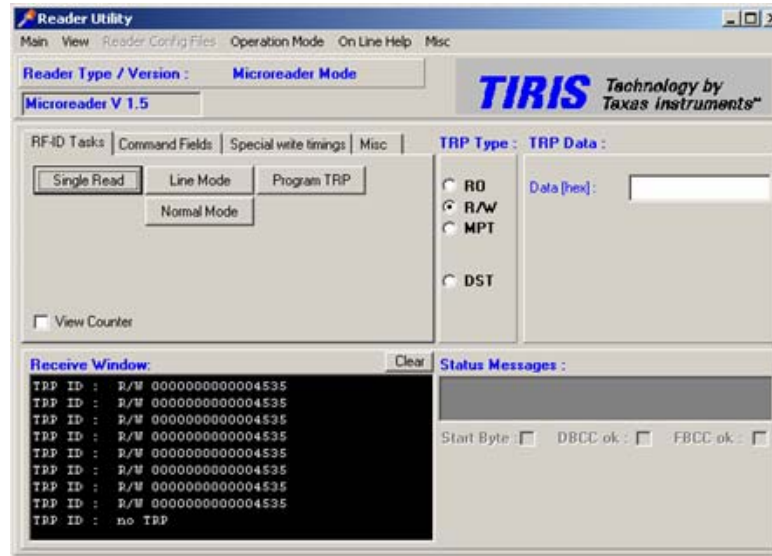 Reader Utility
Main View Reader Config Files Operation Mode On Line Help Misc
Reader Type / Version : Microreader Mode
Microreader V 1.5
TIRIS Technology by
Texas Instruments™
RF-ID Tasks Command Fields Special write timings Misc
Single Read Line Mode Program TRP
Normal Mode
View Counter
TRP Type :
RO
R/W
MPT
DST
TRP Data :
Data [hex] :
Receive Window: Clear
TRP ID : R/W 0000000000004535
TRP ID : R/W 0000000000004535
TRP ID : R/W 0000000000004535
TRP ID : R/W 0000000000004535
TRP ID : R/W 0000000000004535
TRP ID : R/W 0000000000004535
TRP ID : R/W 0000000000004535
TRP ID : R/W 0000000000004535
TRP ID : no TRP
Status Messages :
Start Byte : DBCC ok : FBCC ok :